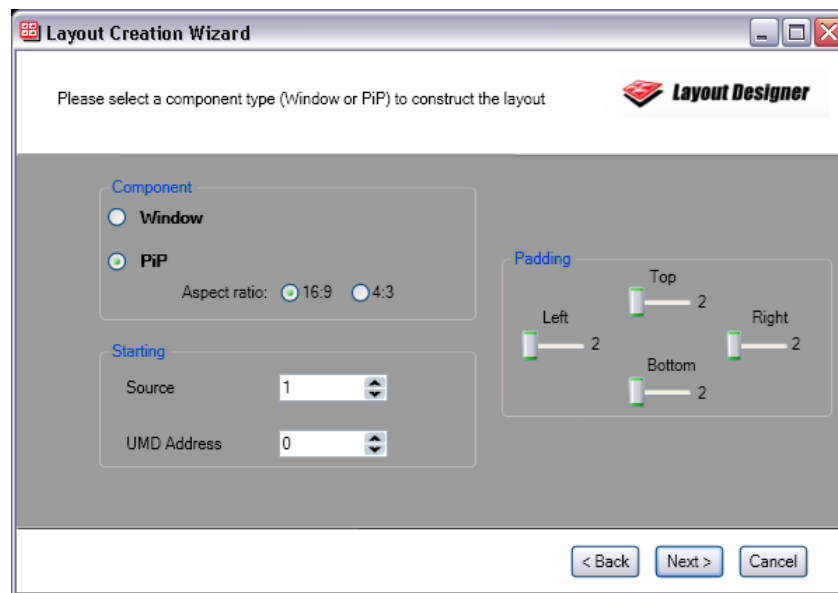 Layout Creation Wizard
Please select a component type (Window or PiP) to construct the layout
Layout Designer
Component
Window
PiP
Aspect ratio: 16:9 4:3
Starting
Source 1
UMD Address 0
Padding
Top
2
Left
2
Right
2
Bottom
2
< Back Next > Cancel